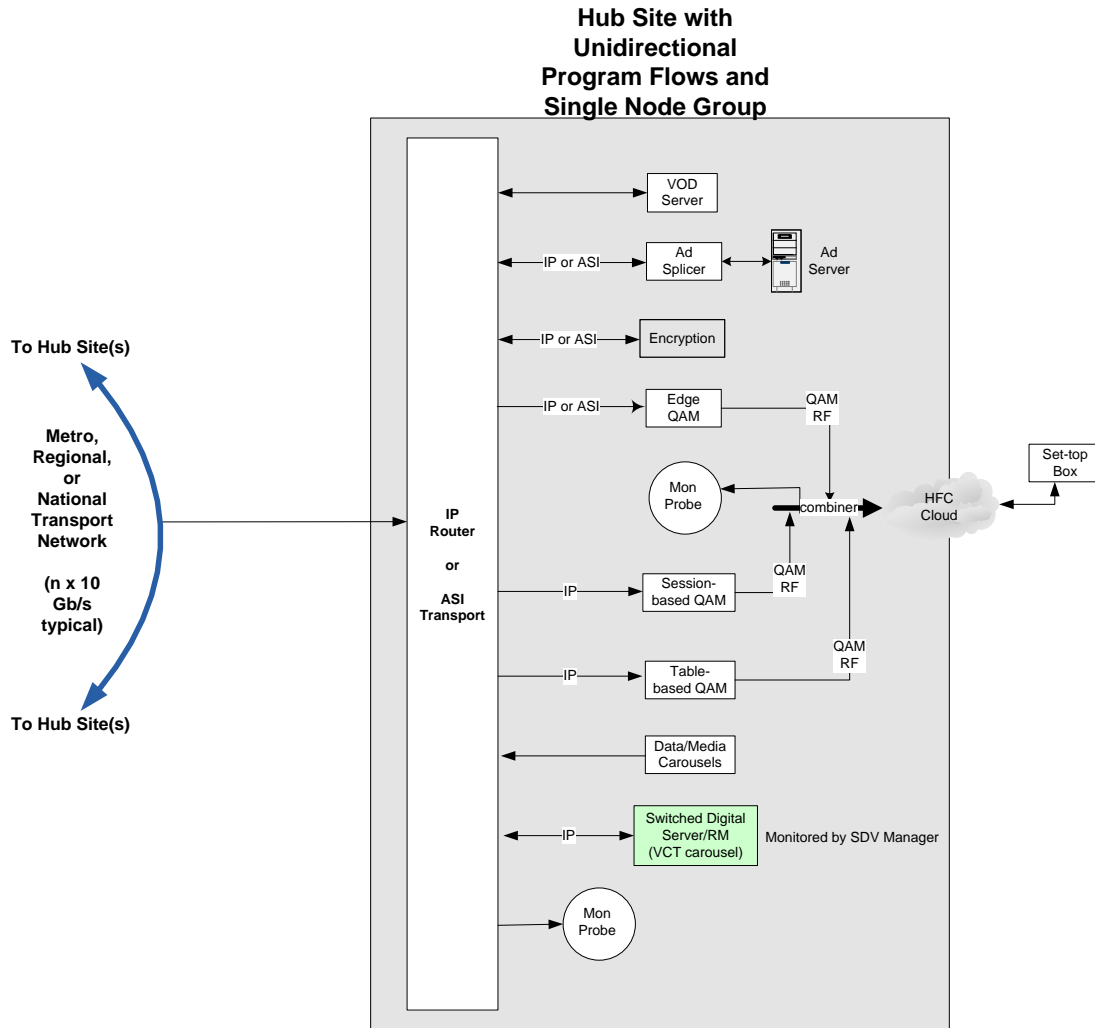 Hub Site with
Unidirectional
Program Flows and
Single Node Group
VOD
Server
IP or ASI
Ad
Splicer
Ad
Server
IP or ASI
Encryption
To Hub Site(s)
IP or ASI
Edge
QAM
QAM
RF
Metro,
Regional,
or
National
Transport
Network
(n x 10
Gb/s
typical)
Mon
Probe
combiner
HFC
Cloud
Set-top
Box
IP
Router
or
ASI
Transport
QAM
RF
IP
Session-
based QAM
QAM
RF
IP
Table-
based QAM
To Hub Site(s)
Data/Media
Carousels
IP
Switched Digital
Server/RM
(VCT carousel)
Monitored by SDV Manager
Mon
Probe